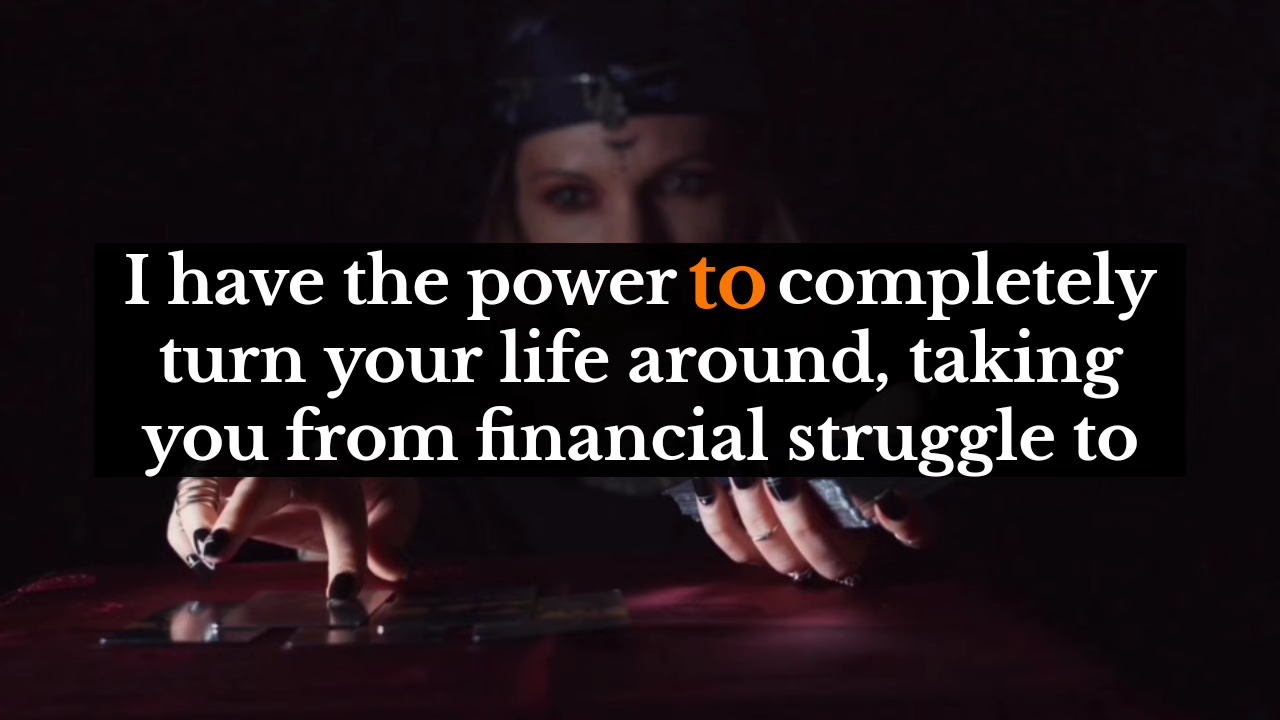 I have the power to completely
turn your life around, taking
you from financial struggle to